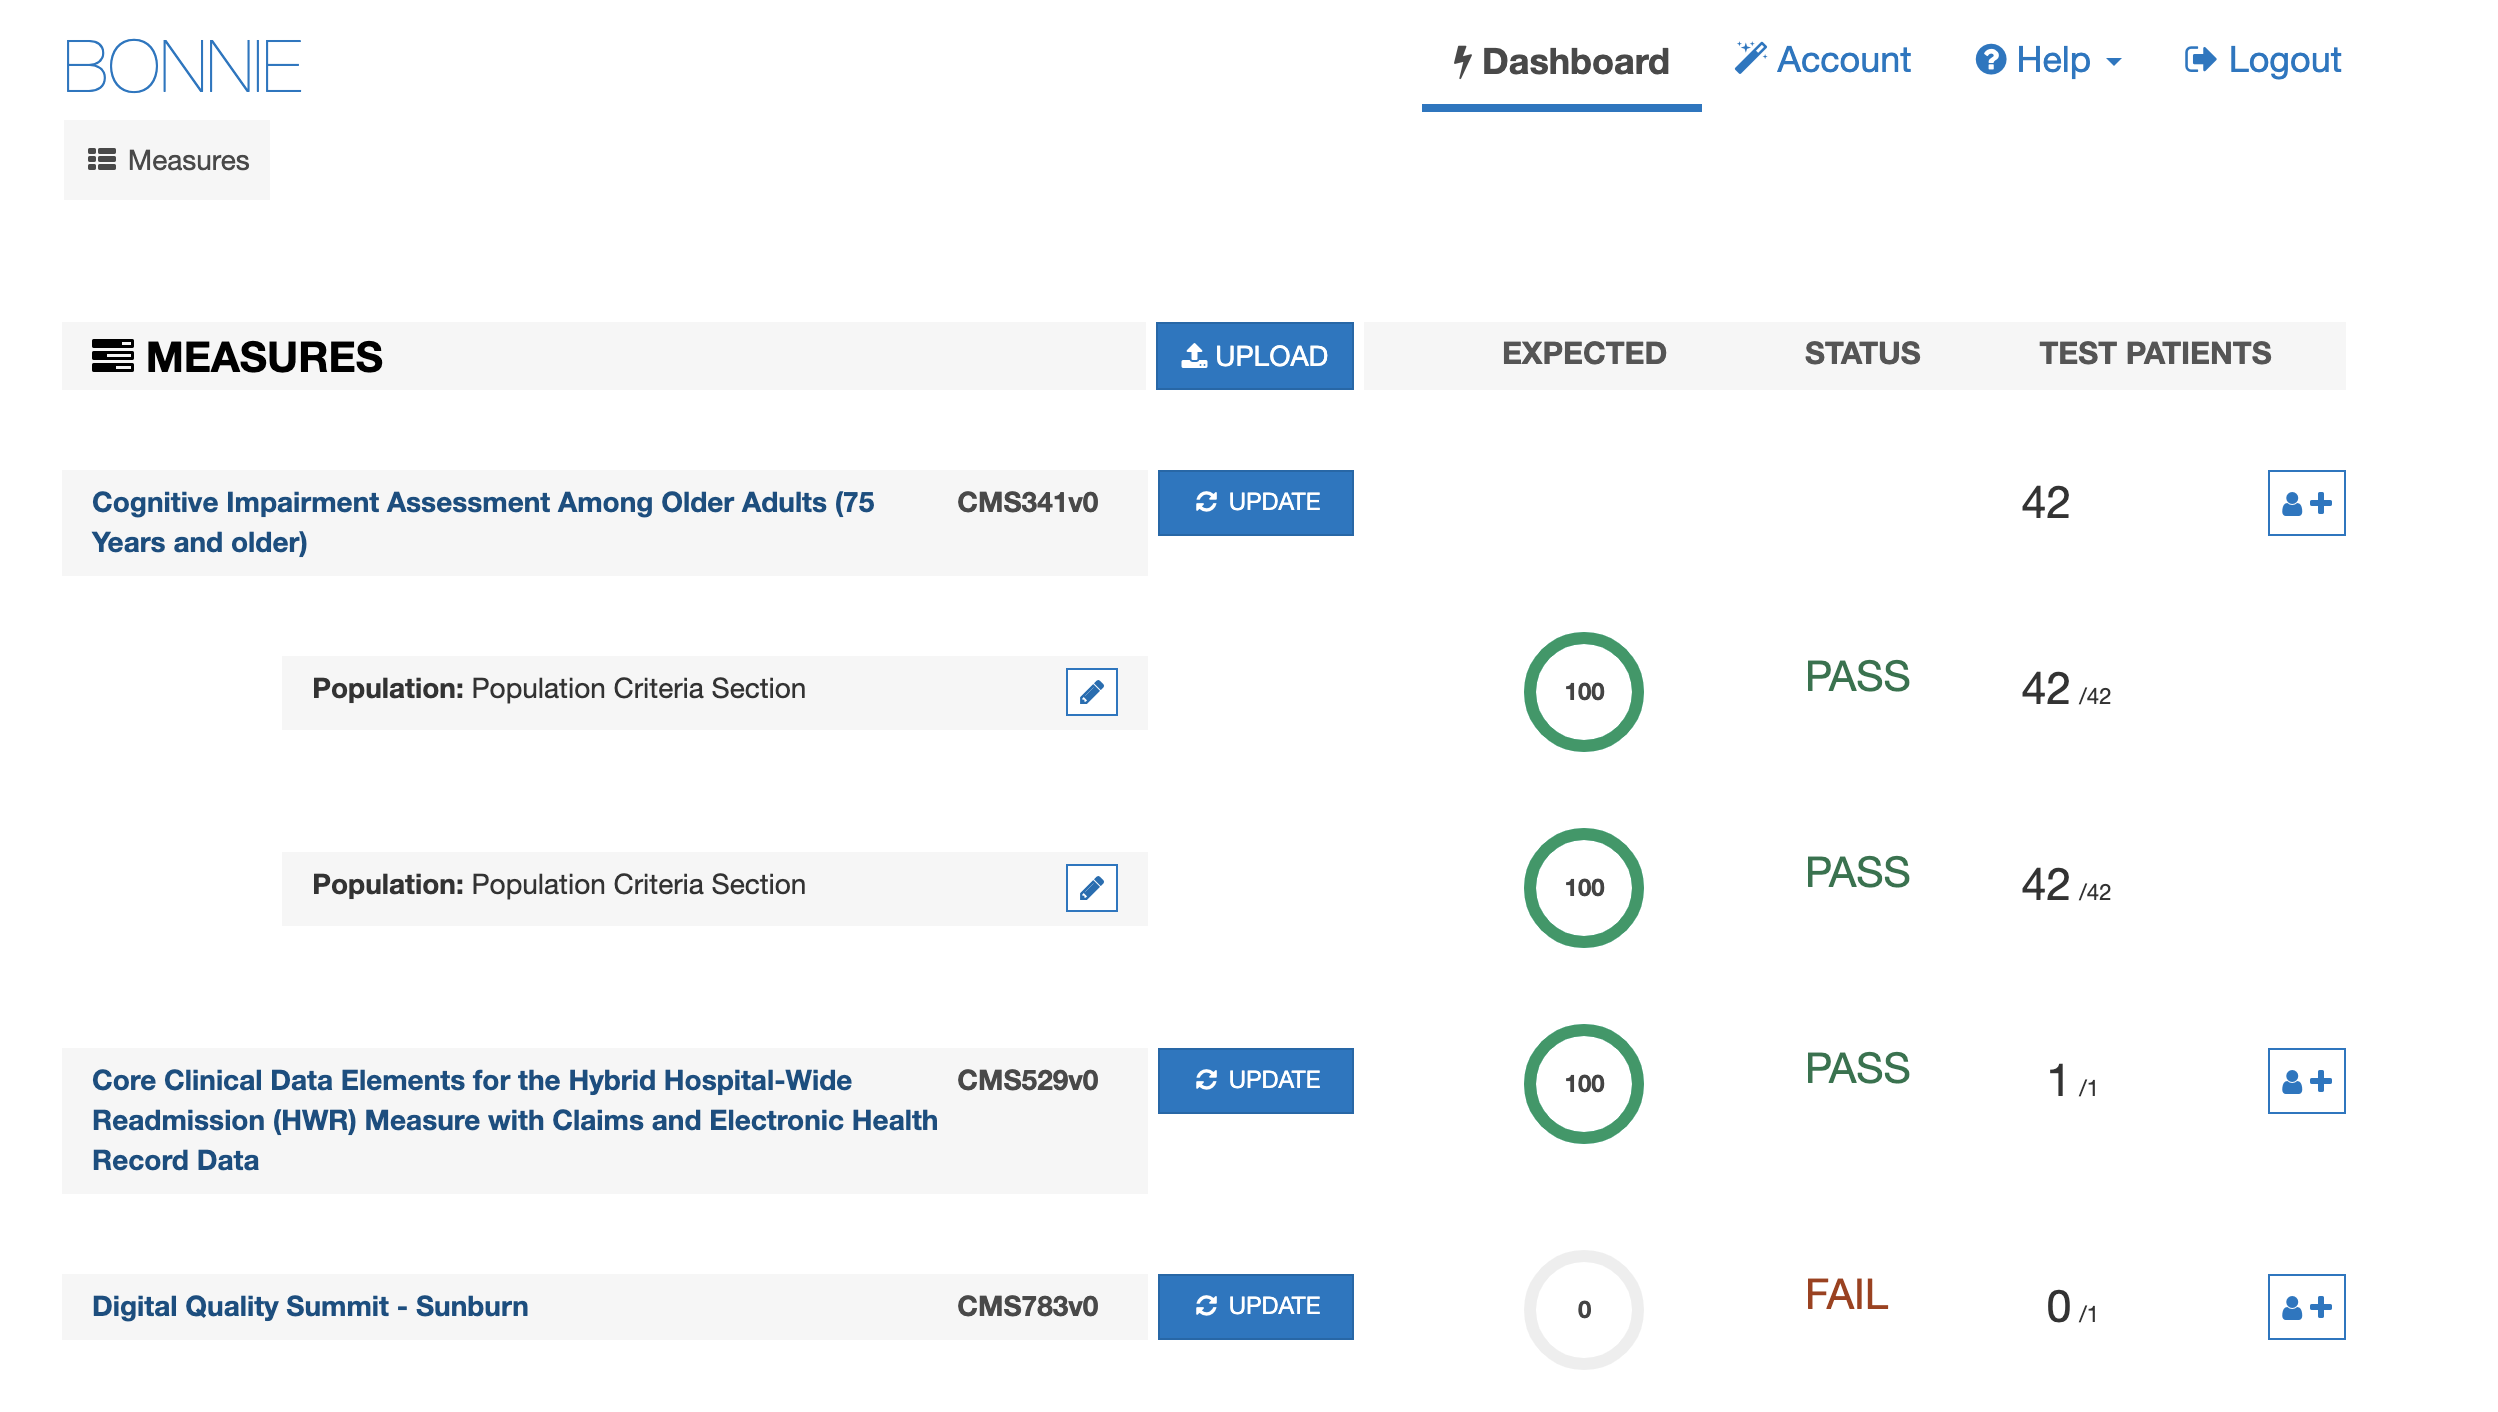 BONNIE
Dashboard Account Help Logout
Measures
MEASURES UPLOAD EXPECTED STATUS TEST PATIENTS
Cognitive Impairment Assessment Among Older Adults (75 CMS341v0 UPDATE 42
Years and older)
Population: Population Criteria Section 100 PASS 42 /42
Population: Population Criteria Section 100 PASS 42 /42
Core Clinical Data Elements for the Hybrid Hospital-Wide CMS529v0 UPDATE 100 PASS 1 /1
Readmission (HWR) Measure with Claims and Electronic Health
Record Data
Digital Quality Summit - Sunburn CMS783v0 UPDATE 0 FAIL 0 /1